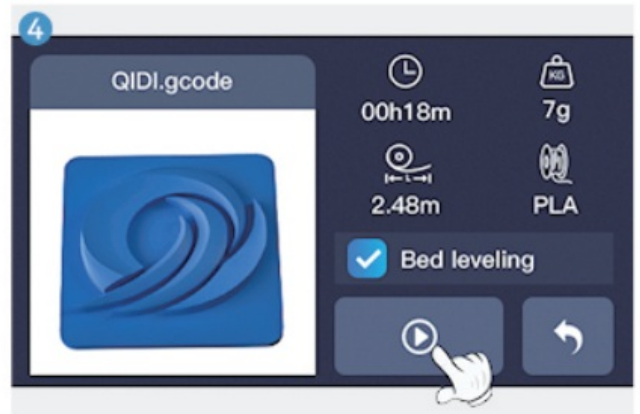 4
QIDI.gcode
00h18m
KG
7g
L
2.48m
PLA
Bed leveling